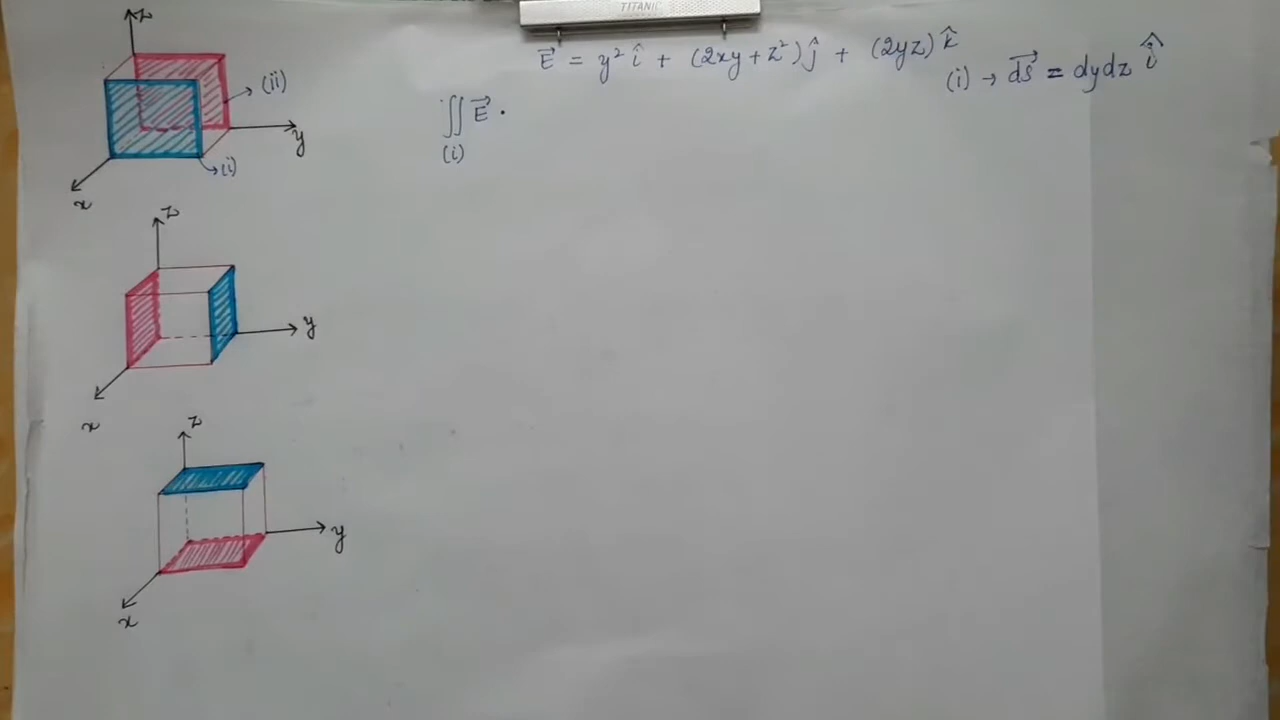 TITANIC
E⃗ = y² î + (2xy + z²) ĵ + (2yz) k̂
(i) → ds⃗ = dydz î
∬ E⃗ ·
(i)
z
(ii)
y
(i)
x
z
y
x
z
y
x